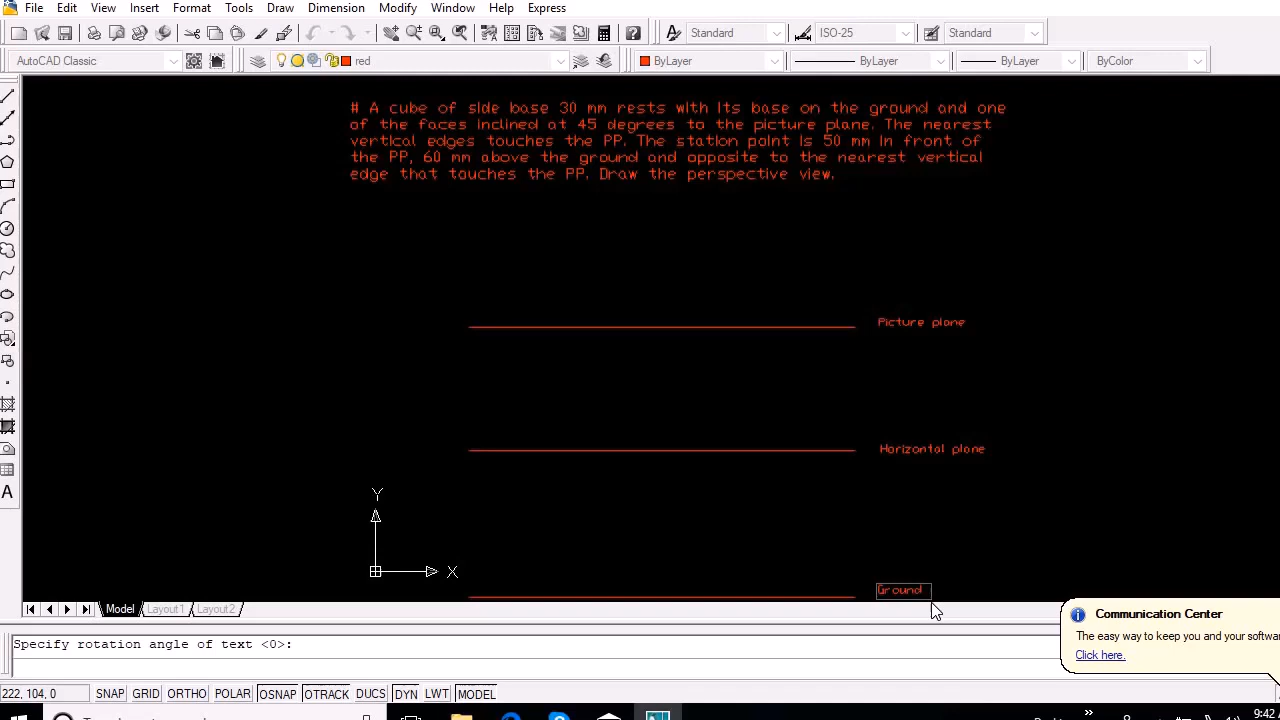 File Edit View Insert Format Tools Draw Dimension Modify Window Help Express
Standard ISO-25 Standard
AutoCAD Classic red ByLayer ByLayer ByLayer ByColor
# A cube of side base 30 mm rests with its base on the ground and one
of the faces inclined at 45 degrees to the picture plane. The nearest
vertical edges touches the PP. The station point is 50 mm in front of
the PP, 60 mm above the ground and opposite to the nearest vertical
edge that touches the PP. Draw the perspective view.
Picture plane
Horizontal plane
Y
X
A
Ground
Model Layout1 Layout2
Communication Center
The easy way to keep you and your softwa
Click here.
Specify rotation angle of text <0>:
222, 104, 0 SNAP GRID ORTHO POLAR OSNAP OTRACK DUCS DYN LWT MODEL
9:42